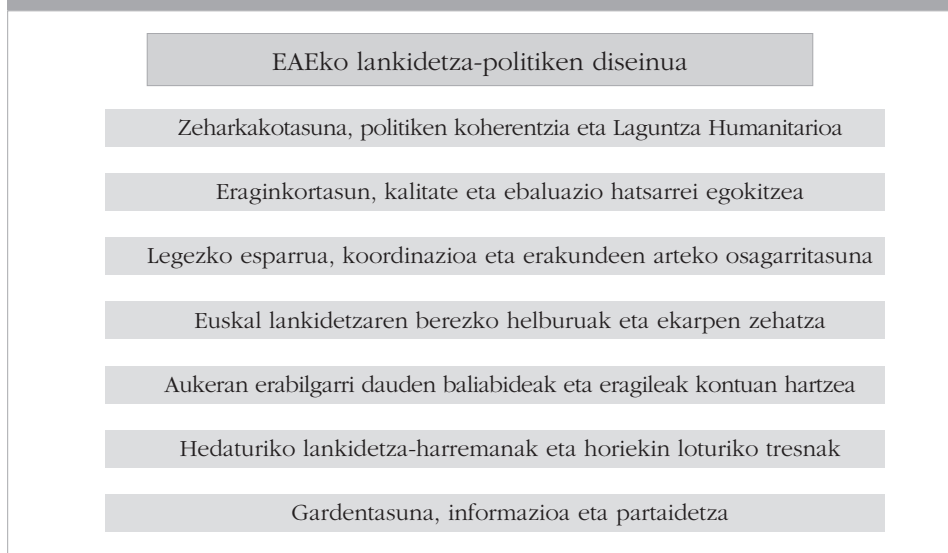 EAEko lankidetza-politiken diseinua
Zeharkakotasuna, politiken koherentzia eta Laguntza Humanitarioa
Eraginkortasun, kalitate eta ebaluazio hatsarrei egokitzea
Legezko esparrua, koordinazioa eta erakundeen arteko osagarritasuna
Euskal lankidetzaren berezko helburuak eta ekarpen zehatza
Aukeran erabilgarri dauden baliabideak eta eragileak kontuan hartzea
Hedaturiko lankidetza-harremanak eta horiekin loturiko tresnak
Gardentasuna, informazioa eta partaidetza